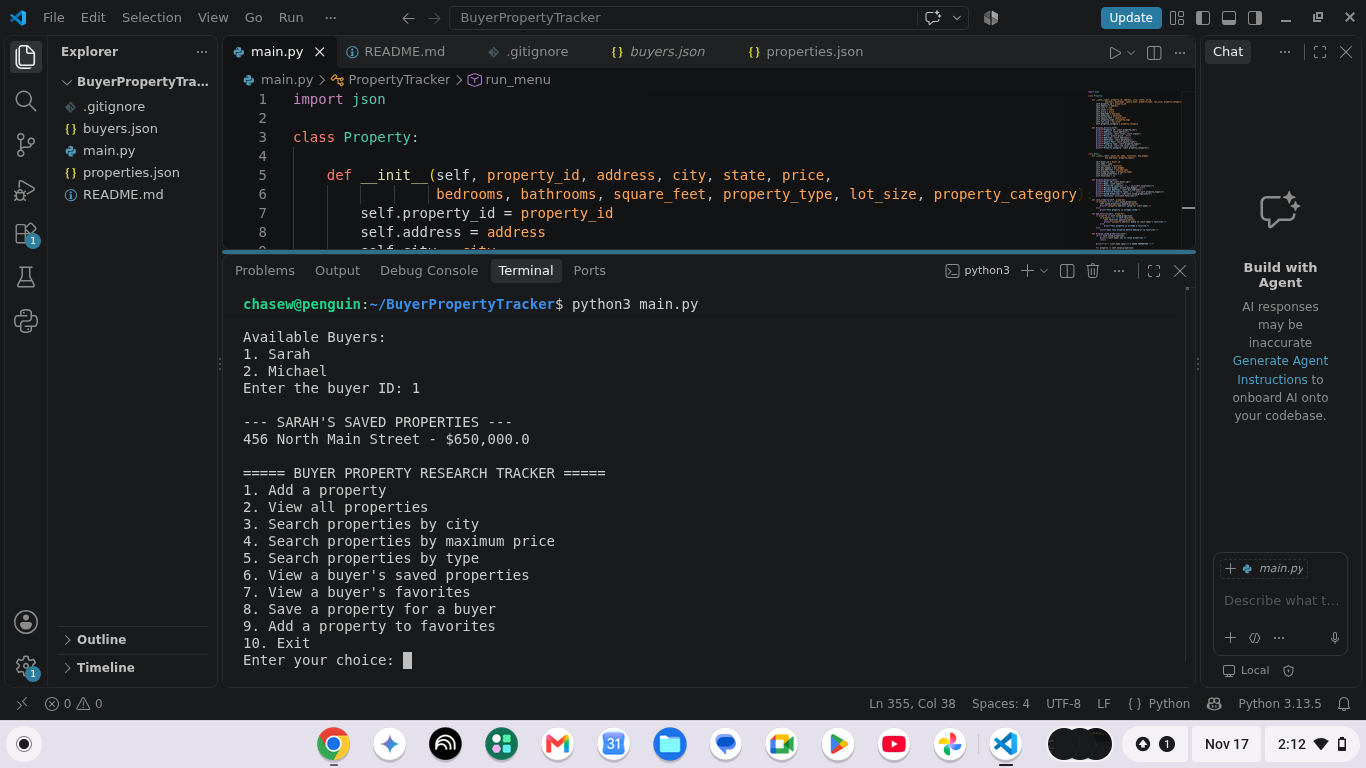 File Edit Selection View Go Run ··· BuyerPropertyTracker Update
Explorer
BuyerPropertyTra...
.gitignore
buyers.json
main.py
properties.json
README.md
Outline
Timeline
1
1
main.py README.md .gitignore buyers.json properties.json
main.py > PropertyTracker > run_menu
1 import json
2
3 class Property:
4
5 def __init__(self, property_id, address, city, state, price,
6 bedrooms, bathrooms, square_feet, property_type, lot_size, property_category)
7 self.property_id = property_id
8 self.address = address
Problems Output Debug Console Terminal Ports python3
chasew@penguin:~/BuyerPropertyTracker$ python3 main.py
Available Buyers:
1. Sarah
2. Michael
Enter the buyer ID: 1
--- SARAH'S SAVED PROPERTIES ---
456 North Main Street - $650,000.0
===== BUYER PROPERTY RESEARCH TRACKER =====
1. Add a property
2. View all properties
3. Search properties by city
4. Search properties by maximum price
5. Search properties by type
6. View a buyer's saved properties
7. View a buyer's favorites
8. Save a property for a buyer
9. Add a property to favorites
10. Exit
Enter your choice:
Chat
Build with
Agent
AI responses
may be
inaccurate
Generate Agent
Instructions to
onboard AI onto
your codebase.
main.py
Describe what t...
Local
0 0 Ln 355, Col 38 Spaces: 4 UTF-8 LF { } Python Python 3.13.5
31 1 Nov 17 2:12